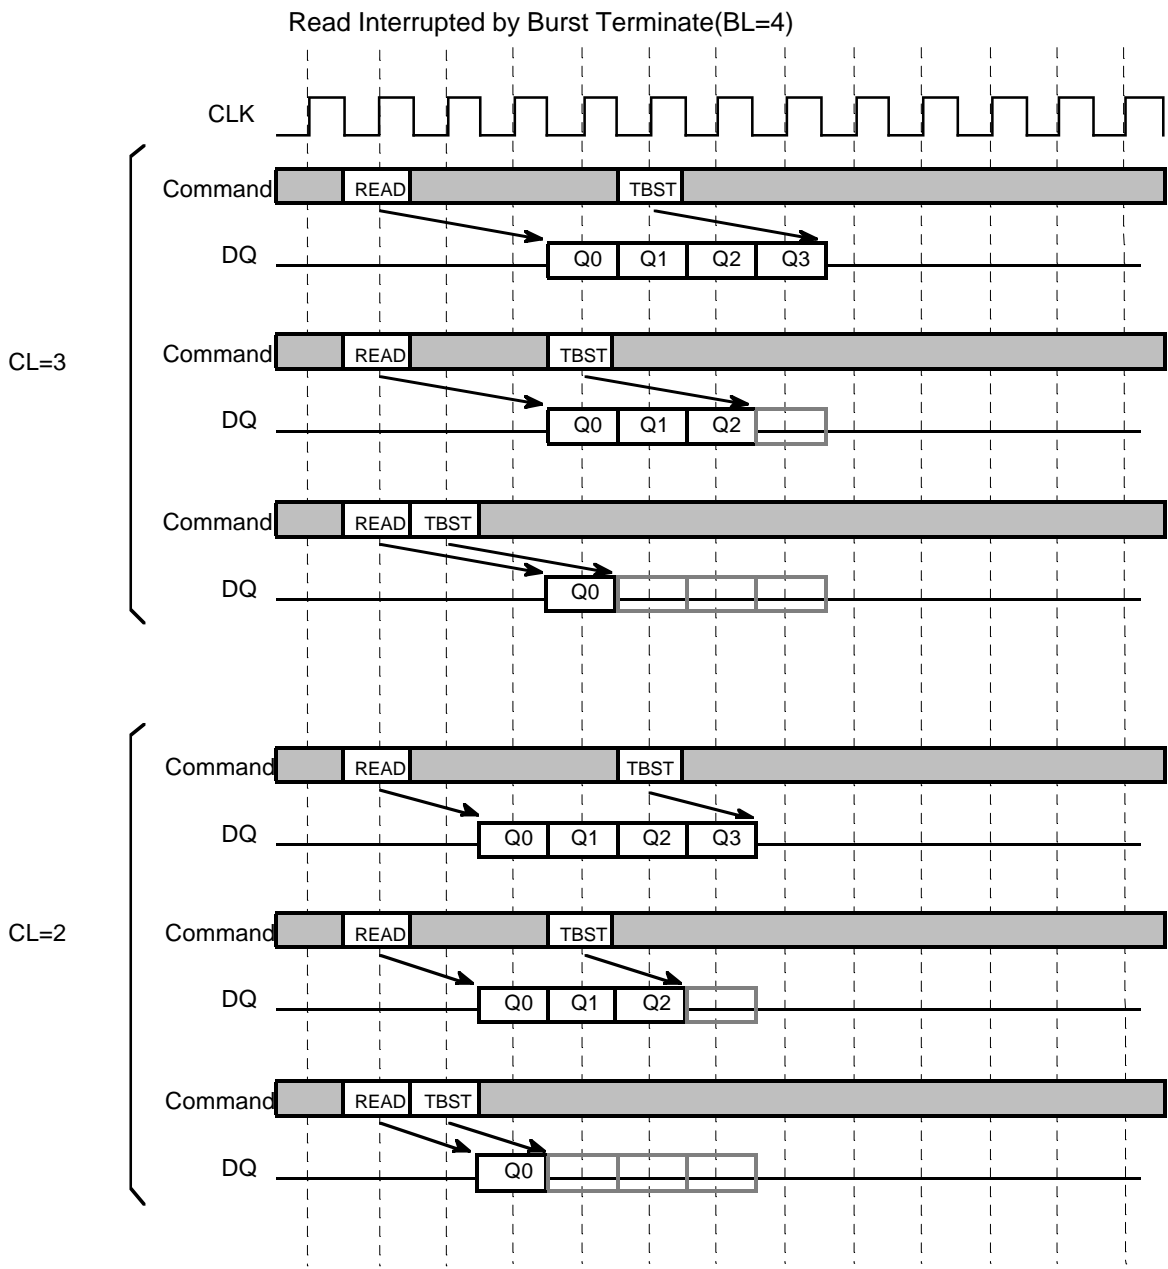 Read Interrupted by Burst Terminate(BL=4)
CLK
Command READ TBST
DQ Q0 Q1 Q2 Q3
CL=3
Command READ TBST
DQ Q0 Q1 Q2
Command READ TBST
DQ Q0
Command READ TBST
DQ Q0 Q1 Q2 Q3
CL=2
Command READ TBST
DQ Q0 Q1 Q2
Command READ TBST
DQ Q0